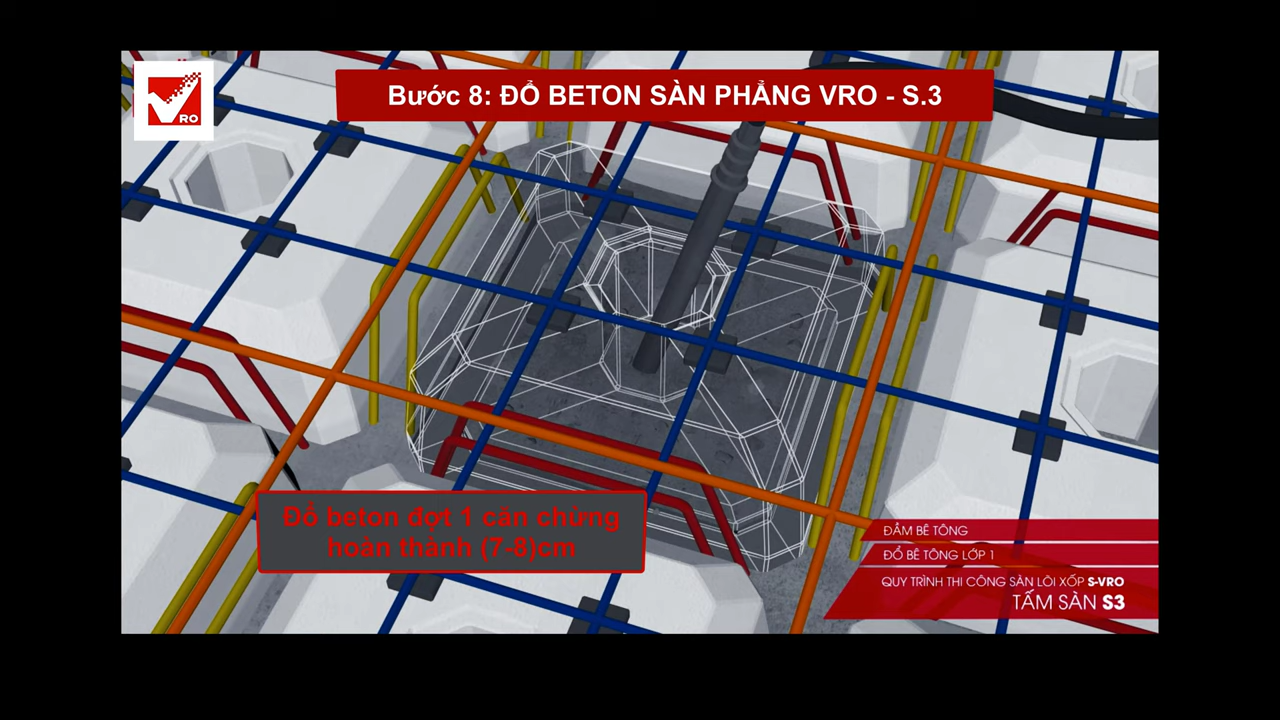 RO
Bước 8: ĐỔ BETON SÀN PHẲNG VRO - S.3
Đổ beton đợt 1 căn chừng
hoàn thành (7-8)cm
ĐẦM BÊ TÔNG
ĐỔ BÊ TÔNG LỚP 1
QUY TRÌNH THI CÔNG SÀN LÕI XỐP S-VRO
TẤM SÀN S3